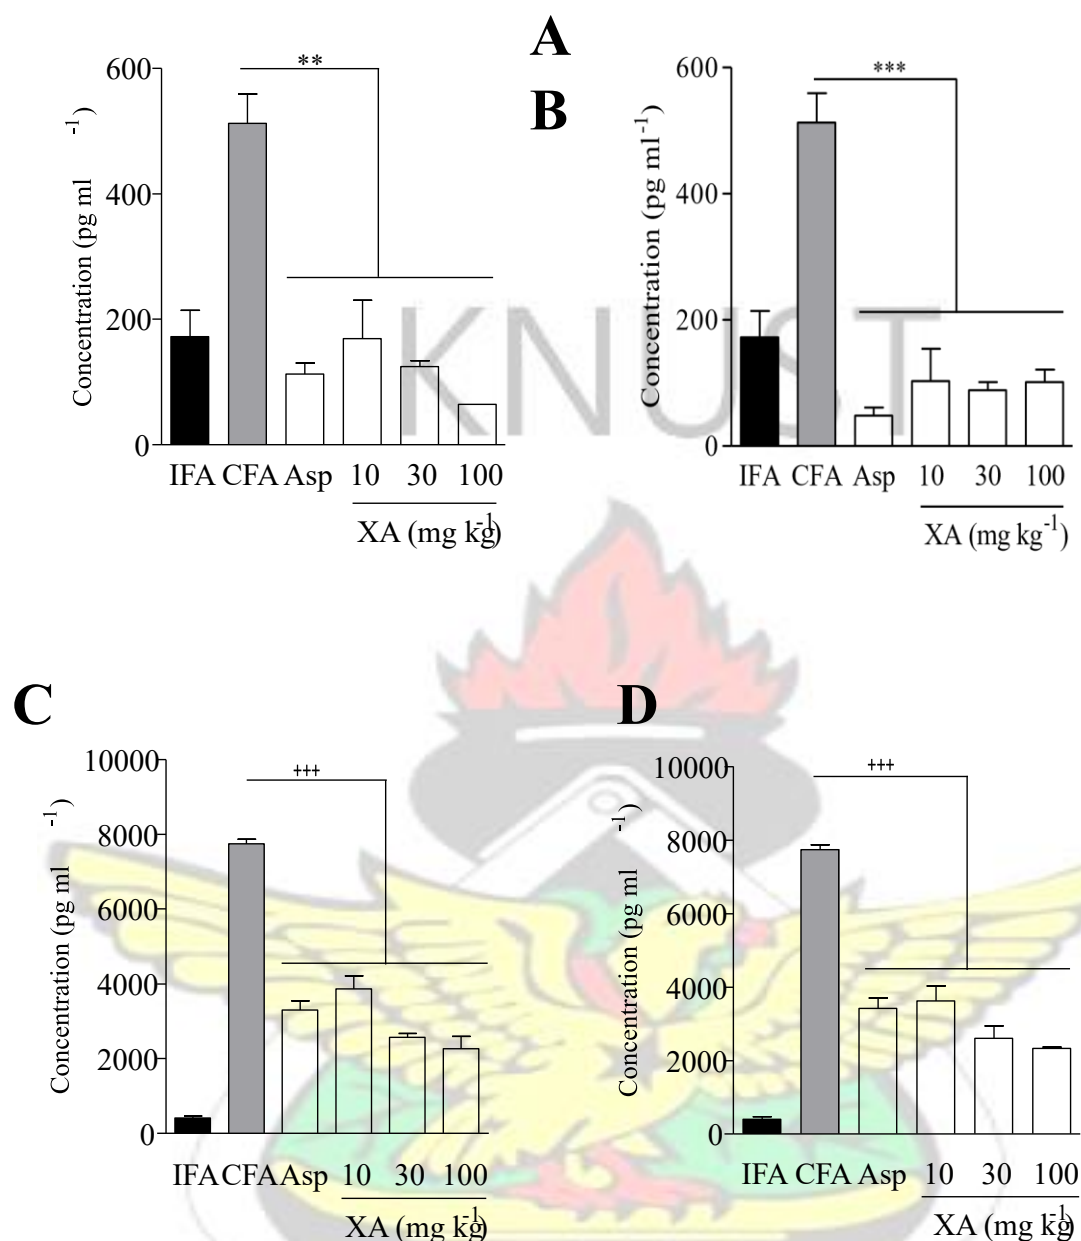 A
B
600
400
200
0
Concentration (pg ml -1)
**
IFA CFA Asp 10 30 100
XA (mg kg-1)
600
400
200
0
Concentration (pg ml-1)
***
IFA CFA Asp 10 30 100
XA (mg kg-1)
KNUST
C
10000
8000
6000
4000
2000
0
Concentration (pg ml -1)
+++
IFA CFA Asp 10 30 100
XA (mg kg-1)
D
10000
8000
6000
4000
2000
0
Concentration (pg ml -1)
+++
IFA CFA Asp 10 30 100
XA (mg kg-1)